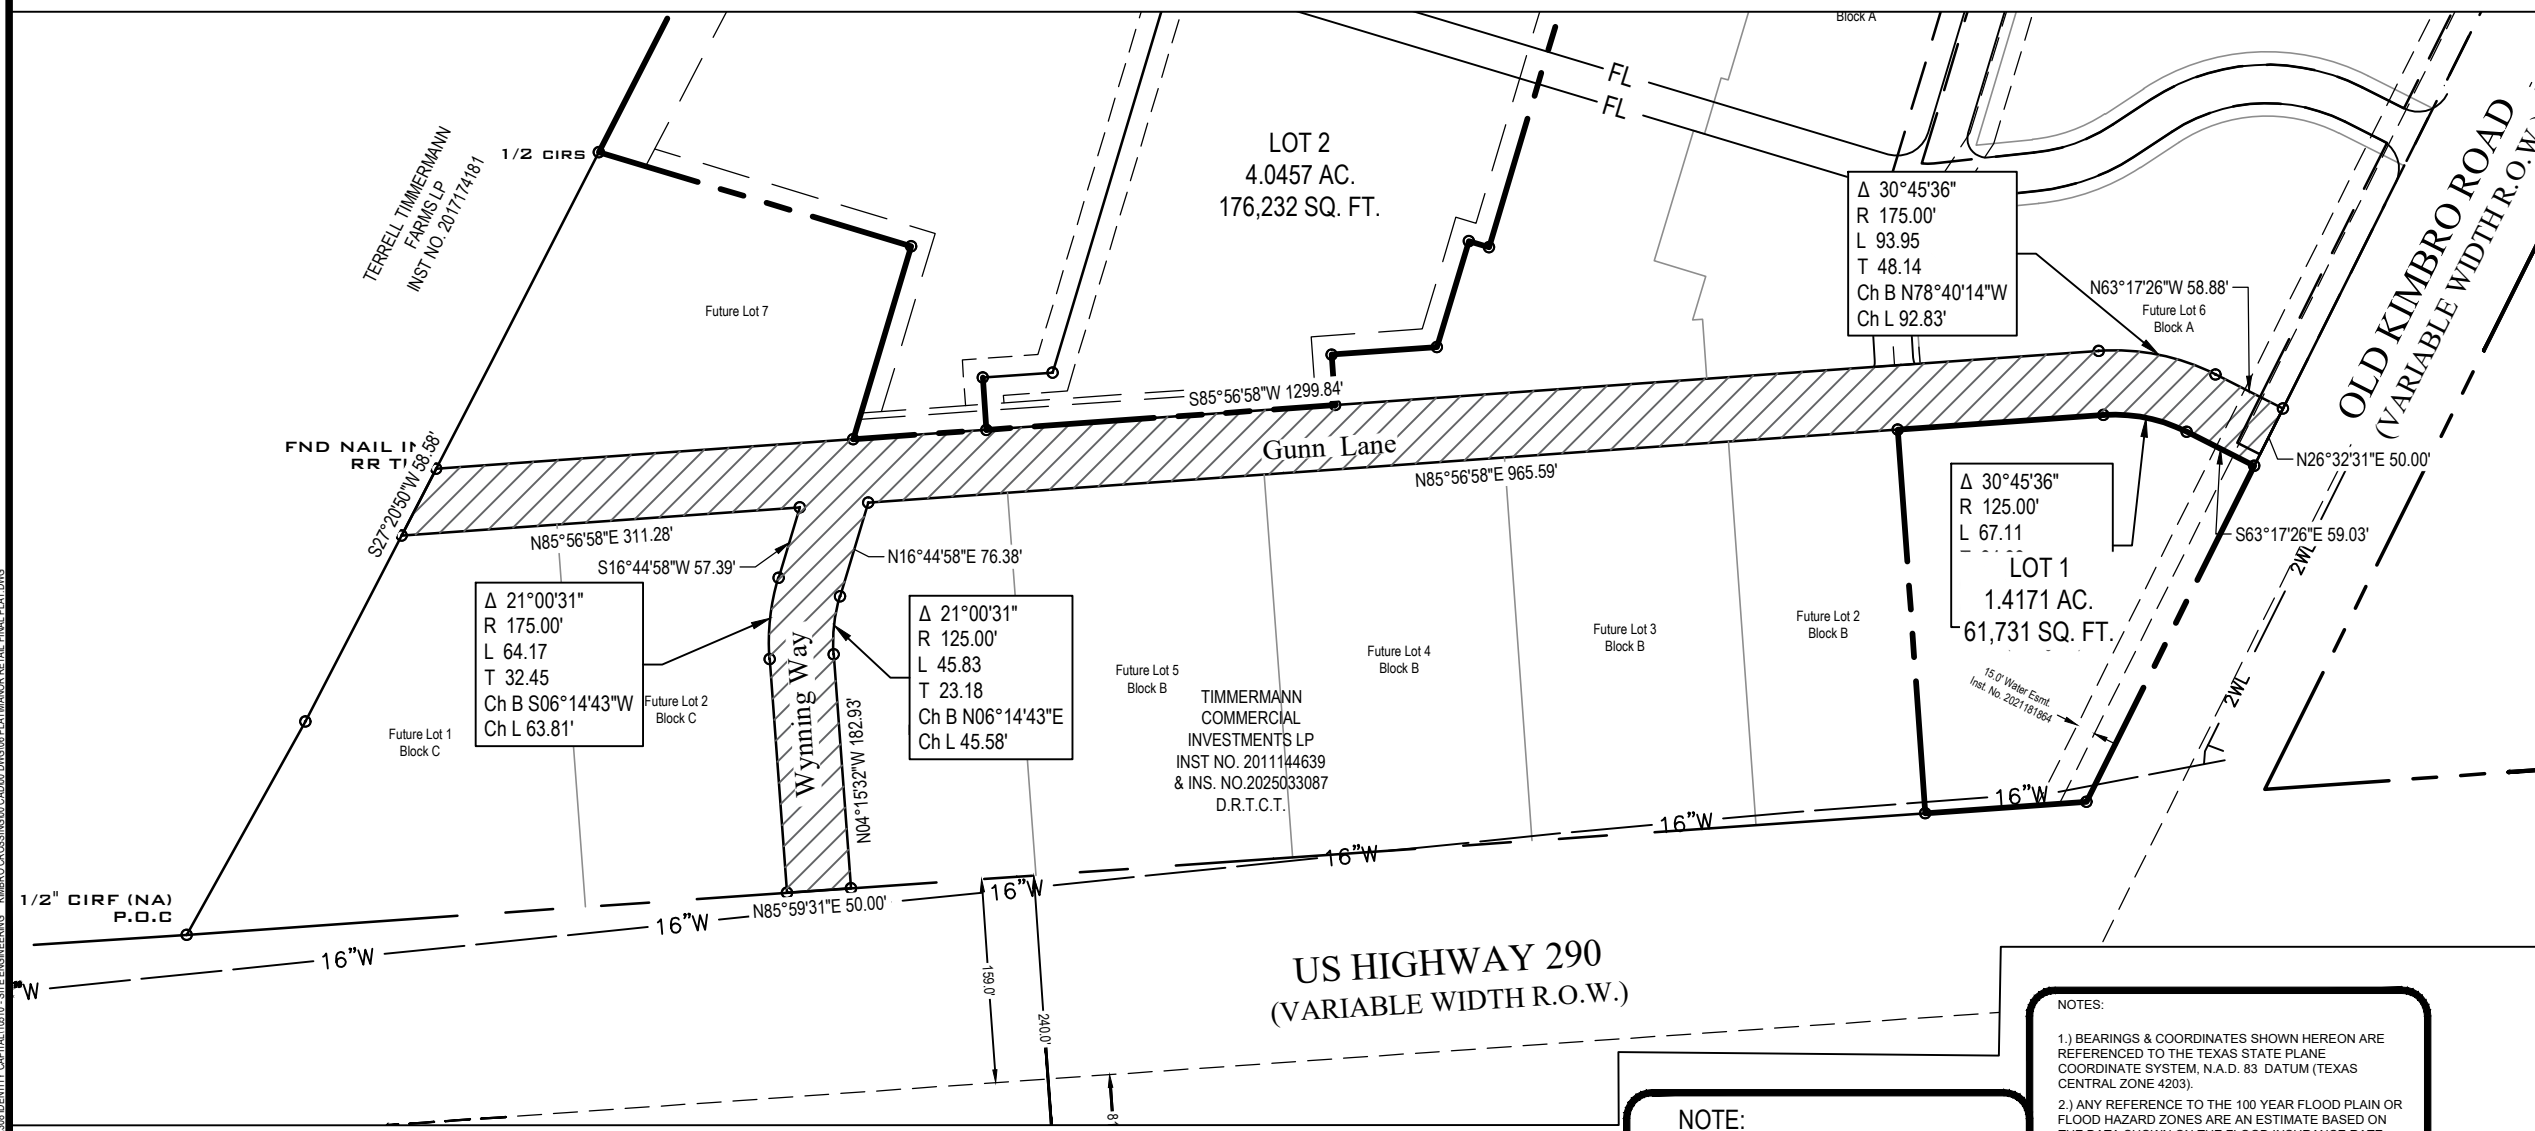 Block A
FL
FL
TERRELL TIMMERMANN
FARMS LP
INST NO. 2017174181
1/2 CIRS
LOT 2
4.0457 AC.
176,232 SQ. FT.
OLD KIMBRO ROAD
(VARIABLE WIDTH R.O.W.
Δ 30°45'36"
R 175.00'
L 93.95
T 48.14
Ch B N78°40'14"W
Ch L 92.83'
N63°17'26"W 58.88'
Future Lot 6
Block A
Future Lot 7
S85°56'58"W 1299.84'
FND NAIL IN
RR TI
S27°20'50"W 58.58'
Gunn Lane
N85°56'58"E 965.59'
N26°32'31"E 50.00'
Δ 30°45'36"
R 125.00'
L 67.11
LOT 1
1.4171 AC.
61,731 SQ. FT.
S63°17'26"E 59.03'
2WL
2WL
N85°56'58"E 311.28'
S16°44'58"W 57.39'
N16°44'58"E 76.38'
Δ 21°00'31"
R 175.00'
L 64.17
T 32.45
Ch B S06°14'43"W
Ch L 63.81'
Δ 21°00'31"
R 125.00'
L 45.83
T 23.18
Ch B N06°14'43"E
Ch L 45.58'
Wynning Way
N04°15'32"W 182.93'
Future Lot 1
Block C
Future Lot 2
Block C
Future Lot 5
Block B
Future Lot 4
Block B
Future Lot 3
Block B
Future Lot 2
Block B
TIMMERMANN
COMMERCIAL
INVESTMENTS LP
INST NO. 2011144639
& INS. NO.2025033087
D.R.T.C.T.
15.0' Water Esmt.
Inst. No. 2021181864
1/2" CIRF (NA)
P.O.C
N85°59'31"E 50.00'
"W
16"W
16"W
16"W
16"W
16"W
16"W
159.0'
240.0'
US HIGHWAY 290
(VARIABLE WIDTH R.O.W.)
NOTE:
NOTES:
1.) BEARINGS & COORDINATES SHOWN HEREON ARE
REFERENCED TO THE TEXAS STATE PLANE
COORDINATE SYSTEM, N.A.D. 83 DATUM (TEXAS
CENTRAL ZONE 4203).
2.) ANY REFERENCE TO THE 100 YEAR FLOOD PLAIN OR
FLOOD HAZARD ZONES ARE AN ESTIMATE BASED ON